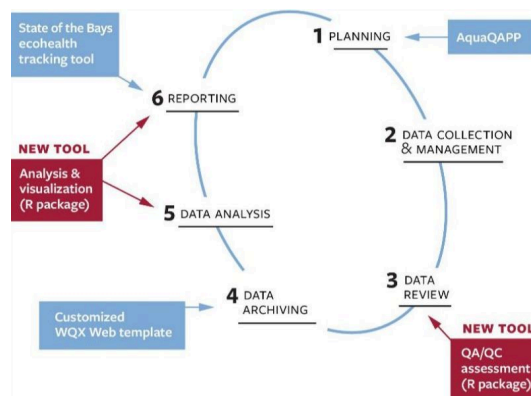 State of the Bays
ecohealth
tracking tool
1 PLANNING
AquaQAPP
6 REPORTING
2 DATA COLLECTION
& MANAGEMENT
NEW TOOL
Analysis &
visualization
(R package)
5 DATA ANALYSIS
3 DATA
REVIEW
4 DATA
ARCHIVING
Customized
WQX Web template
NEW TOOL
QA/QC
assessment
(R package)